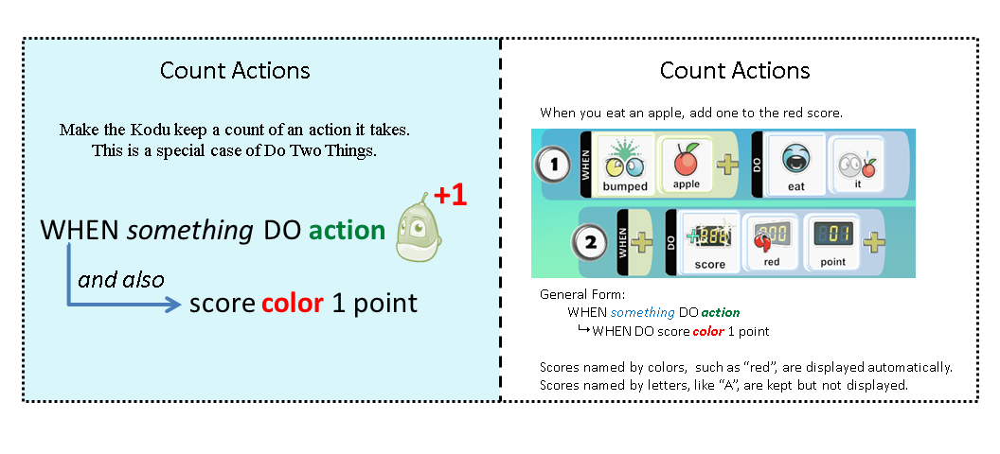 Count Actions
Make the Kodu keep a count of an action it takes.
This is a special case of Do Two Things.
+1
WHEN something DO action
and also
score color 1 point
Count Actions
When you eat an apple, add one to the red score.
1 WHEN bumped apple + DO eat it
2 WHEN + DO score red point +
General Form:
WHEN something DO action
↳ WHEN DO score color 1 point
Scores named by colors,  such as “red”, are displayed automatically.
Scores named by letters, like “A”, are kept but not displayed.